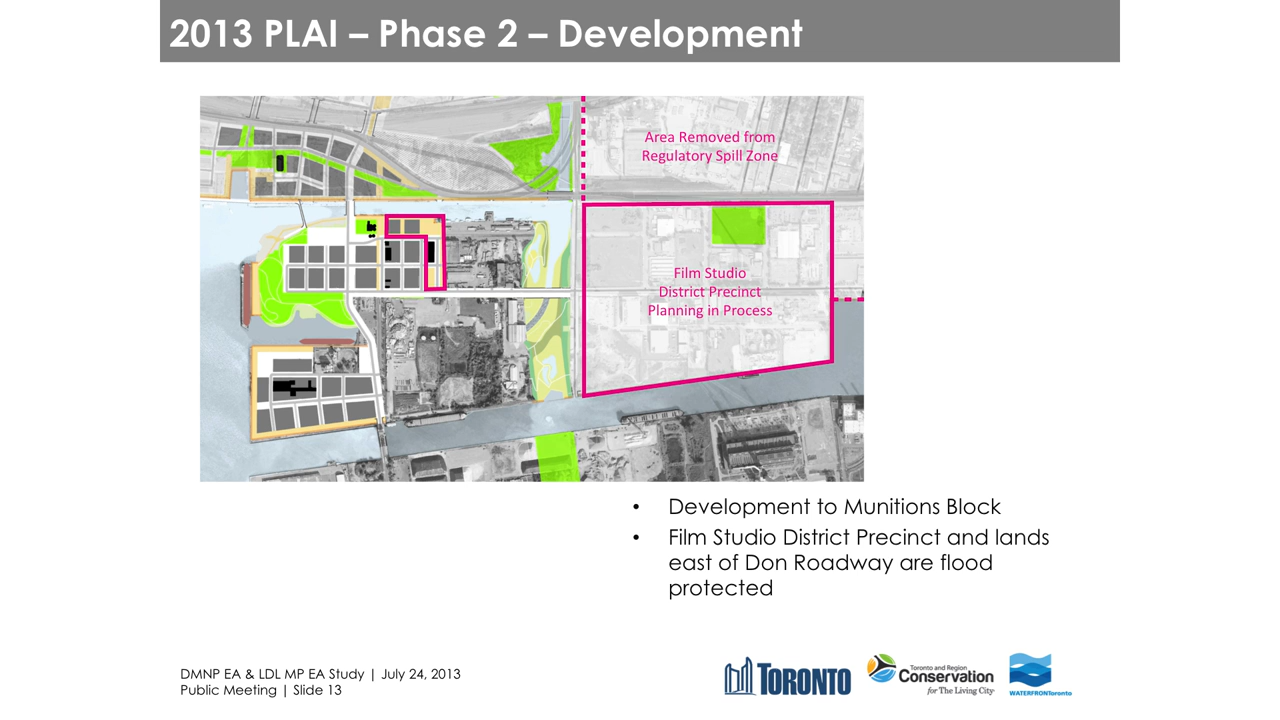 2013 PLAI – Phase 2 – Development
Area Removed from
Regulatory Spill Zone
Film Studio
District Precinct
Planning in Process
• Development to Munitions Block
• Film Studio District Precinct and lands
east of Don Roadway are flood
protected
DMNP EA & LDL MP EA Study | July 24, 2013
Public Meeting | Slide 13
TORONTO
Toronto and Region
Conservation
for The Living City
WATERFRONToronto